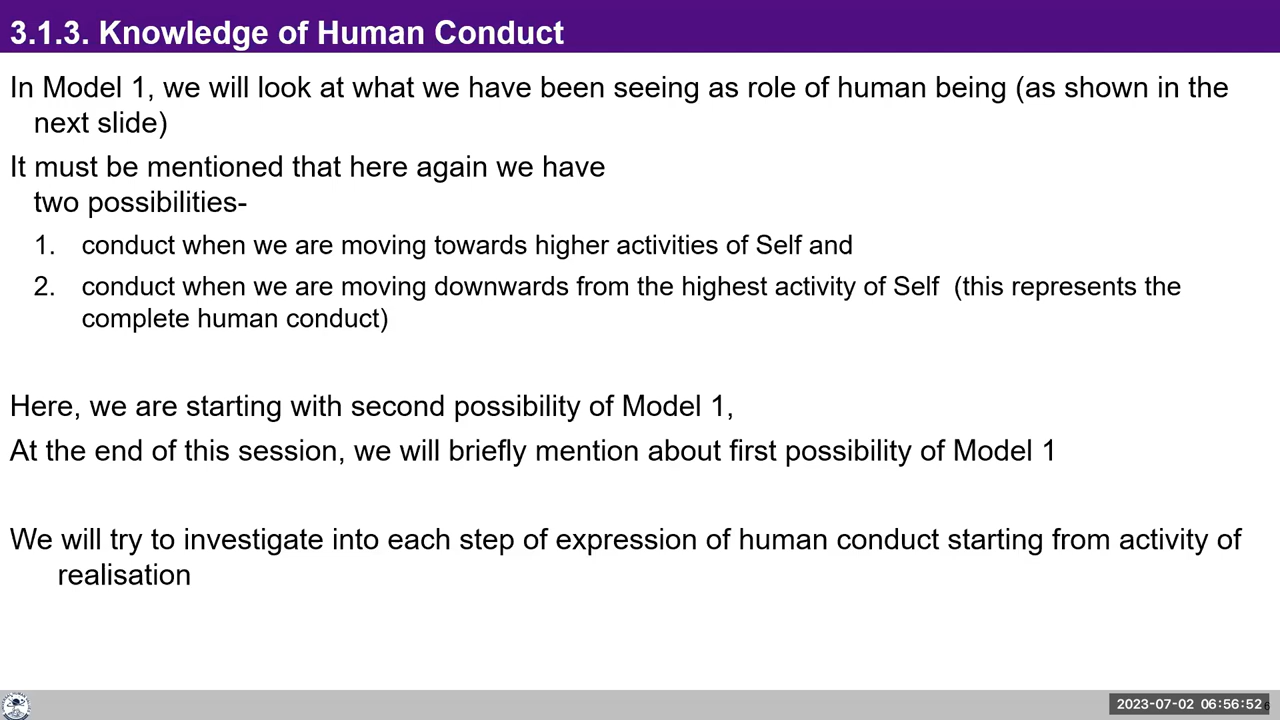 3.1.3. Knowledge of Human Conduct
In Model 1, we will look at what we have been seeing as role of human being (as shown in the
next slide)
It must be mentioned that here again we have
two possibilities-
1. conduct when we are moving towards higher activities of Self and
2. conduct when we are moving downwards from the highest activity of Self (this represents the
complete human conduct)
Here, we are starting with second possibility of Model 1,
At the end of this session, we will briefly mention about first possibility of Model 1
We will try to investigate into each step of expression of human conduct starting from activity of
realisation
2023-07-02 06:56:52
6